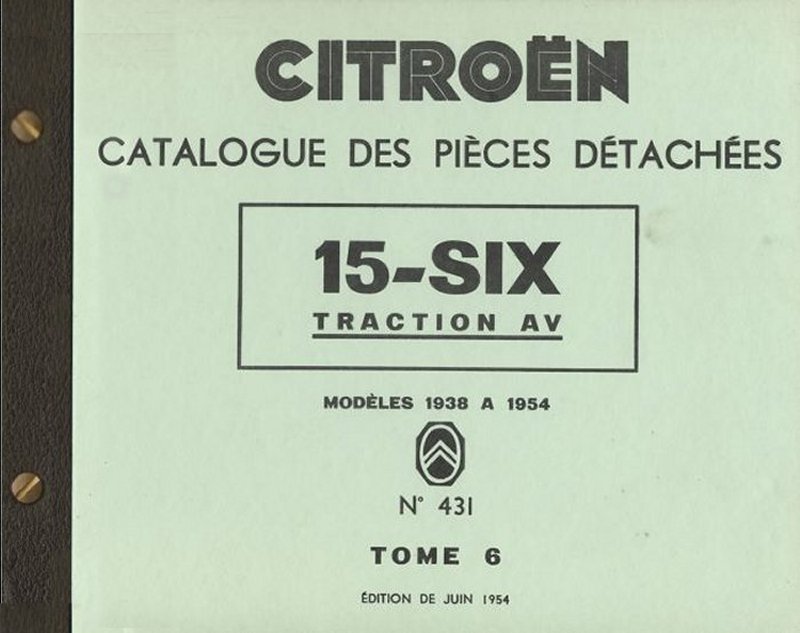 CITROËN
CATALOGUE DES PIÈCES DÉTACHÉES
15-SIX
TRACTION AV
MODÈLES 1938 A 1954
N° 431
TOME 6
ÉDITION DE JUIN 1954